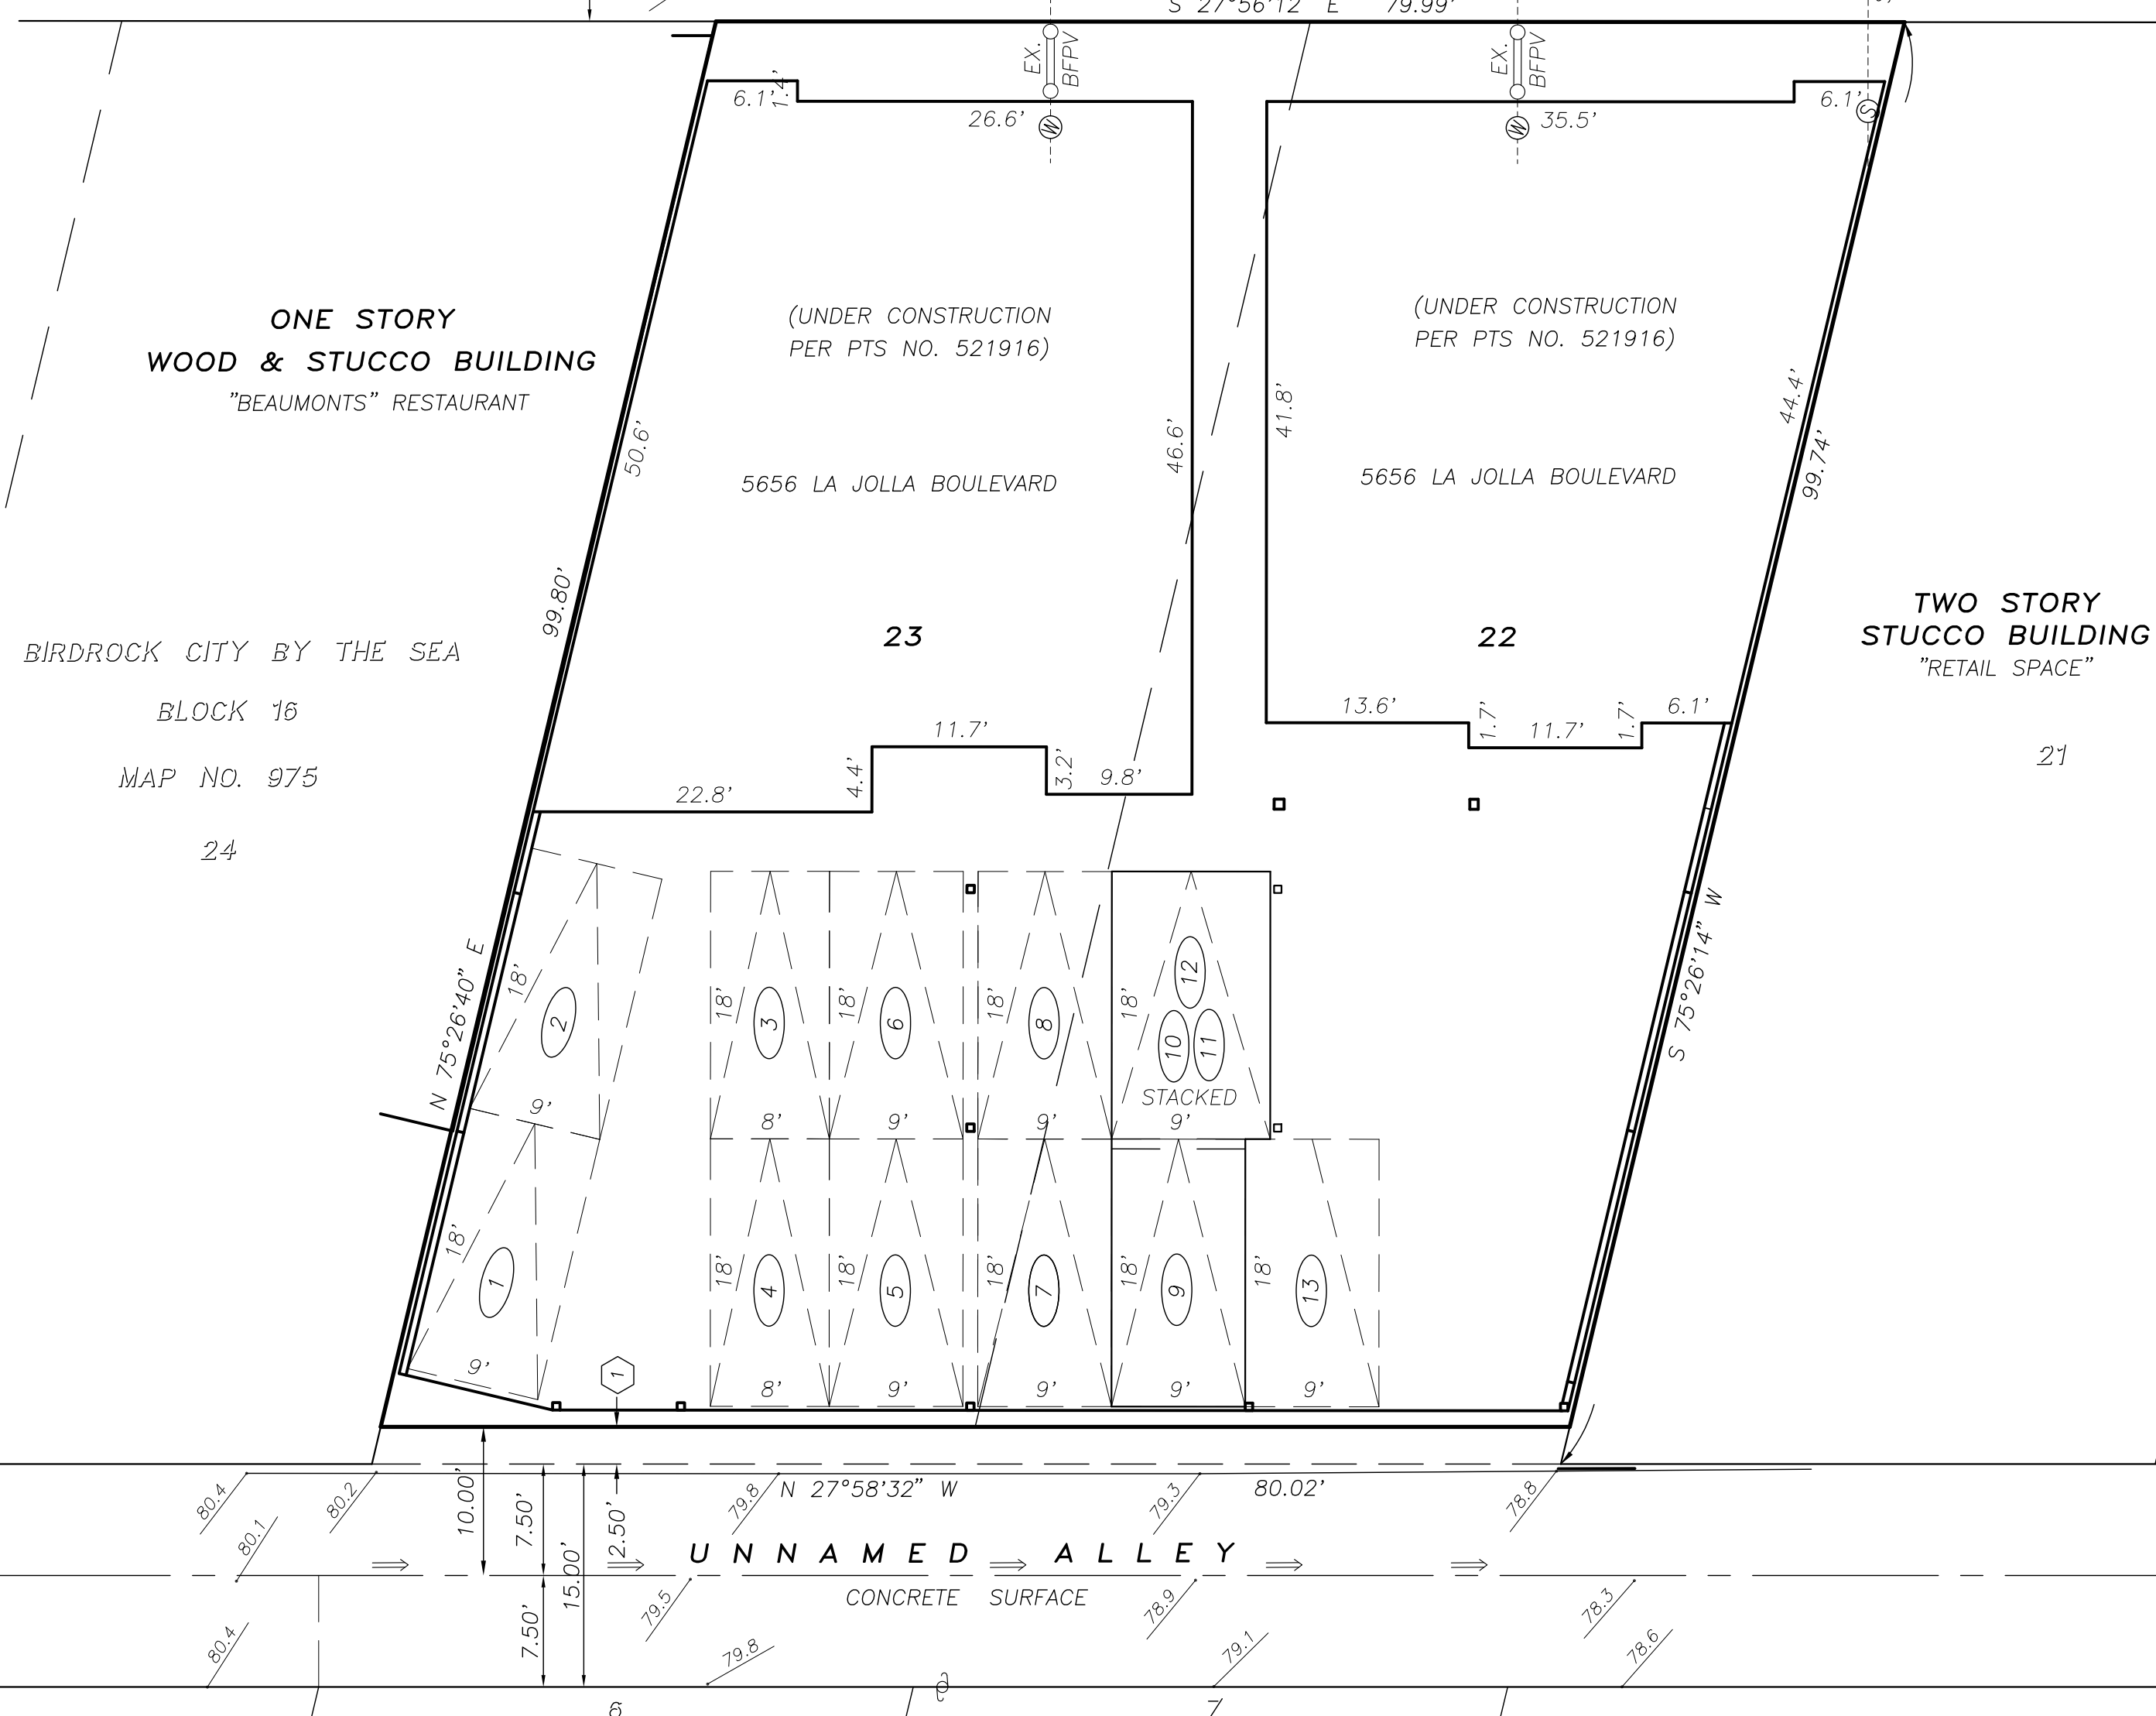 S 27°56'12" E 79.99'
EX.
BFPV
EX.
BFPV
6.1'
1.4'
26.6'
W
W
35.5'
6.1'
S
ONE STORY
WOOD & STUCCO BUILDING
"BEAUMONTS" RESTAURANT
(UNDER CONSTRUCTION
PER PTS NO. 521916)
(UNDER CONSTRUCTION
PER PTS NO. 521916)
50.6'
46.6'
41.8'
44.4'
99.74'
5656 LA JOLLA BOULEVARD
5656 LA JOLLA BOULEVARD
99.80'
23
22
TWO STORY
STUCCO BUILDING
"RETAIL SPACE"
21
BIRDROCK CITY BY THE SEA
BLOCK 16
MAP NO. 975
24
22.8'
4.4'
11.7'
3.2'
9.8'
13.6'
1.7'
11.7'
1.7'
6.1'
N 75°26'40" E
S 75°26'14" W
18'
2
9'
18'
3
8'
18'
6
9'
18'
8
9'
18'
12
10
11
STACKED
9'
18'
1
9'
18'
4
8'
18'
5
9'
18'
7
9'
18'
9
9'
18'
13
9'
1
10.00'
7.50'
15.00'
2.50'
7.50'
N 27°58'32" W
80.02'
80.4
80.2
79.8
79.3
78.8
80.1
UNNAMED ALLEY
CONCRETE SURFACE
79.5
78.9
78.3
80.4
79.8
79.1
78.6
6
7